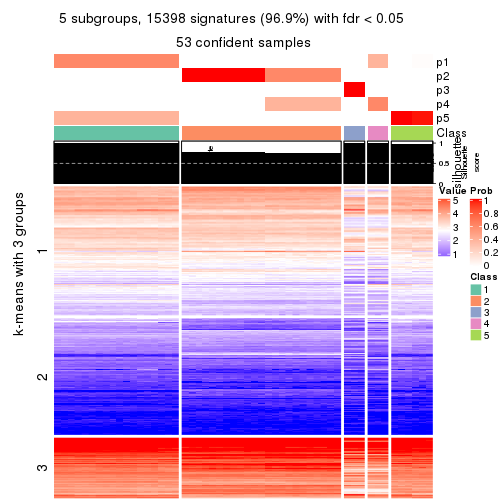 5 subgroups, 15398 signatures (96.9%) with fdr < 0.05
53 confident samples
p1
p2
p3
p4
p5
Class
1
0.5
0
silhouette
Silhouette
score
k-means with 3 groups
1
2
3
Value
5
4
3
2
1
Prob
1
0.8
0.6
0.4
0.2
0
Class
1
2
3
4
5